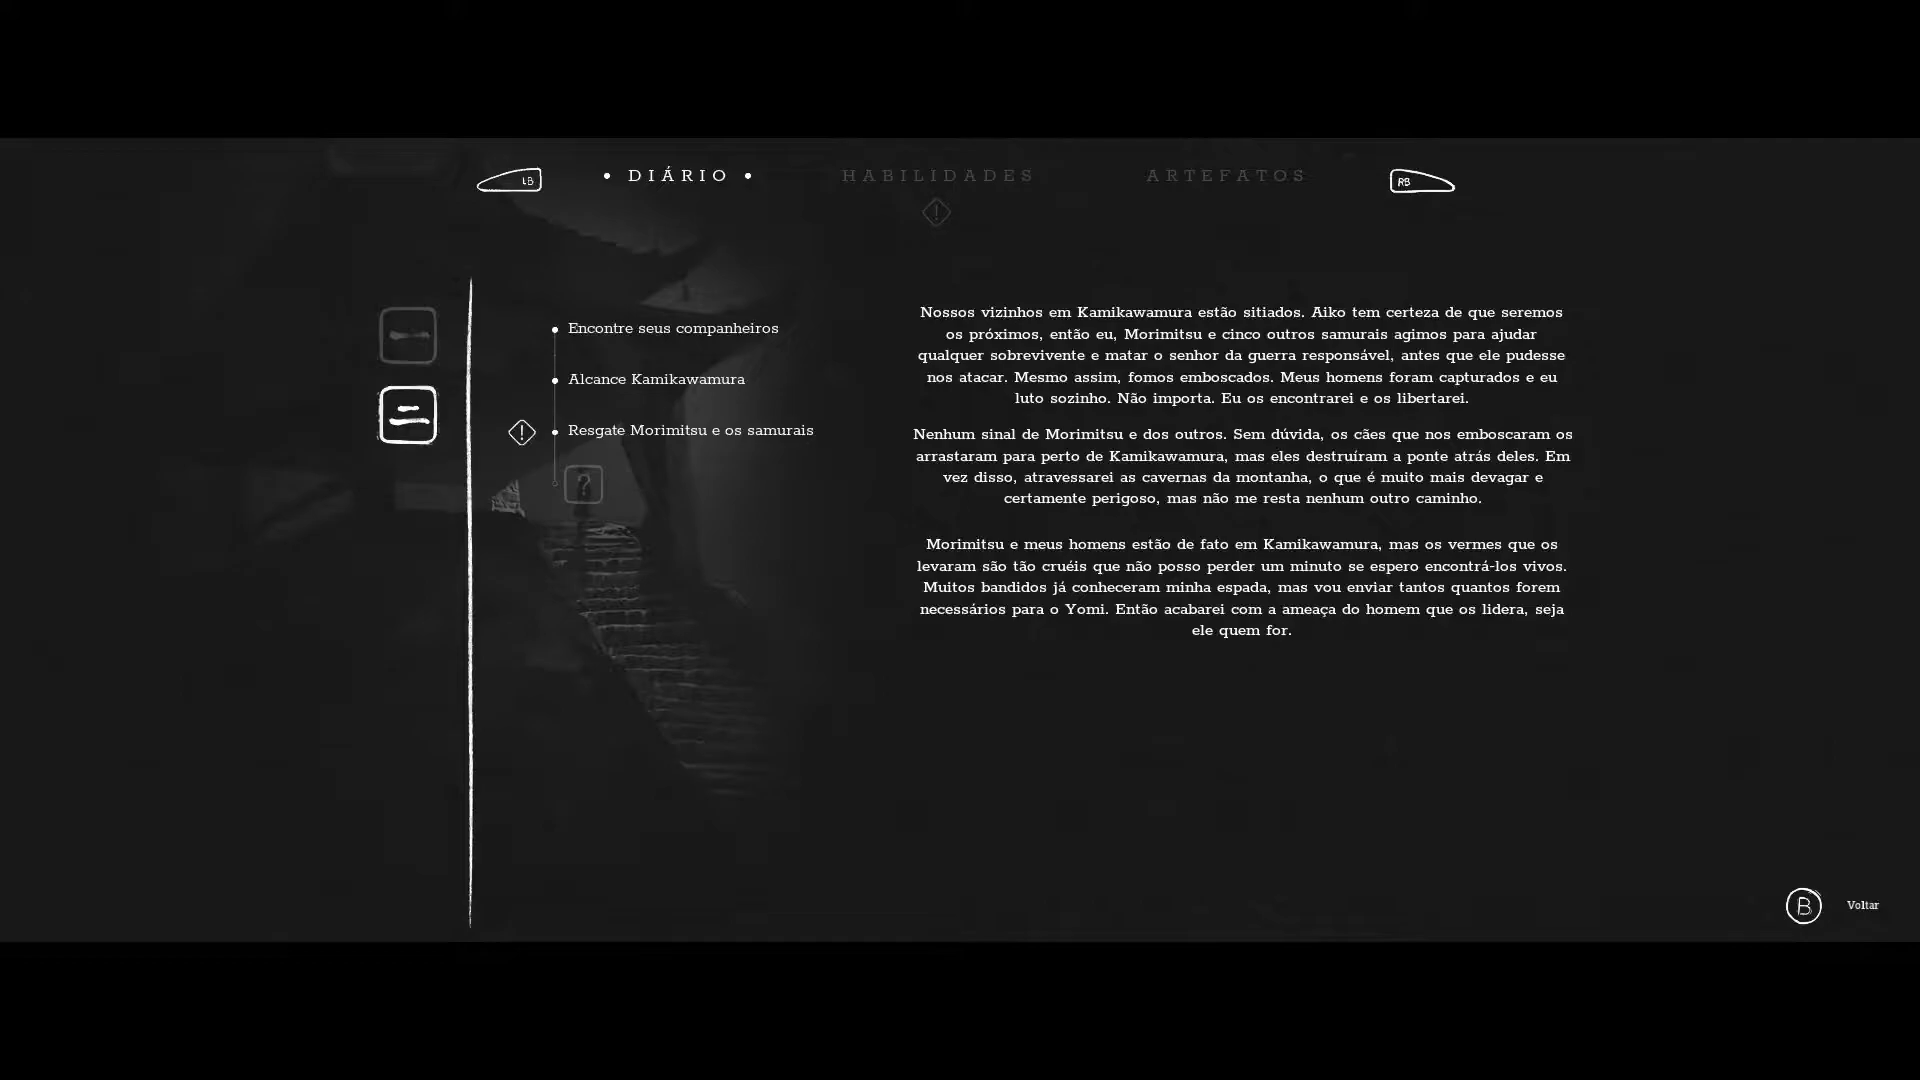 LB
• DIÁRIO •
HABILIDADES
ARTEFATOS
RB
!
一
二
Encontre seus companheiros
Alcance Kamikawamura
! Resgate Morimitsu e os samurais
?
Nossos vizinhos em Kamikawamura estão sitiados. Aiko tem certeza de que seremos
os próximos, então eu, Morimitsu e cinco outros samurais agimos para ajudar
qualquer sobrevivente e matar o senhor da guerra responsável, antes que ele pudesse
nos atacar. Mesmo assim, fomos emboscados. Meus homens foram capturados e eu
luto sozinho. Não importa. Eu os encontrarei e os libertarei.
Nenhum sinal de Morimitsu e dos outros. Sem dúvida, os cães que nos emboscaram os
arrastaram para perto de Kamikawamura, mas eles destruíram a ponte atrás deles. Em
vez disso, atravessarei as cavernas da montanha, o que é muito mais devagar e
certamente perigoso, mas não me resta nenhum outro caminho.
Morimitsu e meus homens estão de fato em Kamikawamura, mas os vermes que os
levaram são tão cruéis que não posso perder um minuto se espero encontrá-los vivos.
Muitos bandidos já conheceram minha espada, mas vou enviar tantos quantos forem
necessários para o Yomi. Então acabarei com a ameaça do homem que os lidera, seja
ele quem for.
B Voltar